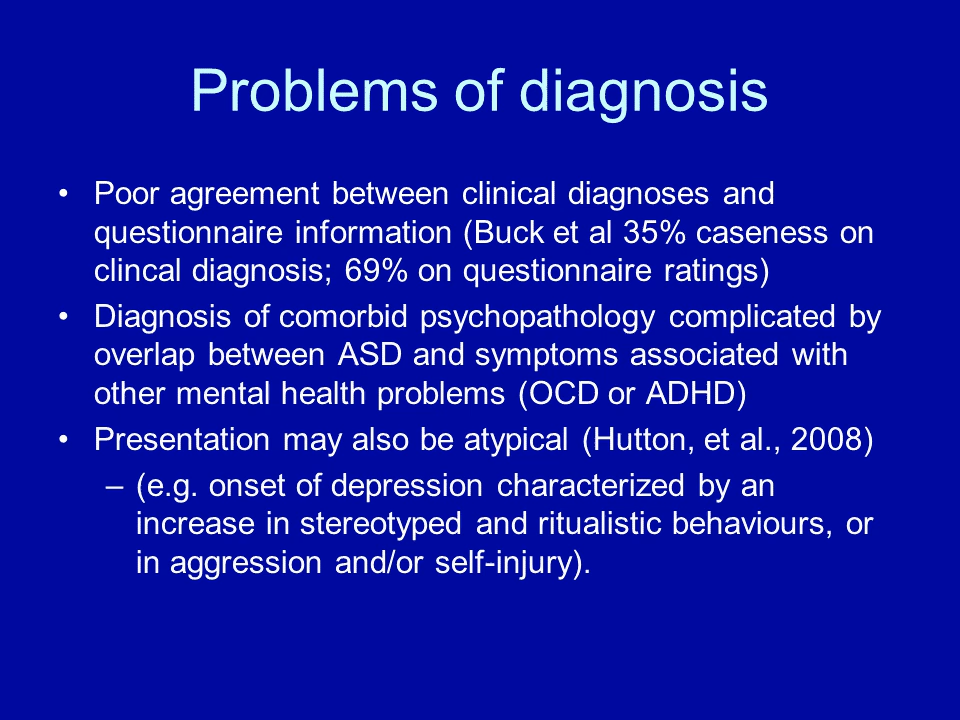 Problems of diagnosis
• Poor agreement between clinical diagnoses and
questionnaire information (Buck et al 35% caseness on
clincal diagnosis; 69% on questionnaire ratings)
• Diagnosis of comorbid psychopathology complicated by
overlap between ASD and symptoms associated with
other mental health problems (OCD or ADHD)
• Presentation may also be atypical (Hutton, et al., 2008)
– (e.g. onset of depression characterized by an
increase in stereotyped and ritualistic behaviours, or
in aggression and/or self-injury).